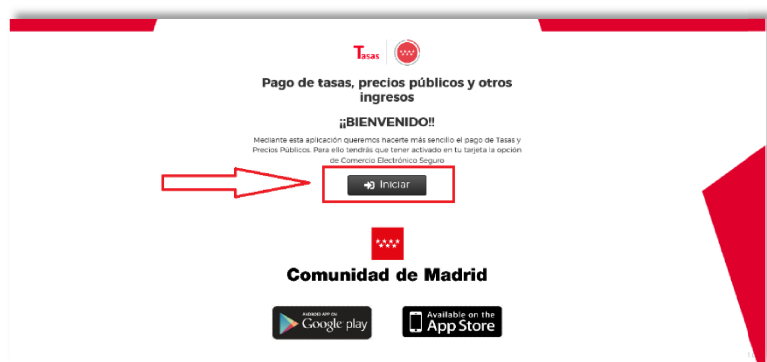 Tasas
Pago de tasas, precios públicos y otros
ingresos
¡¡BIENVENIDO!!
Mediante esta aplicación queremos hacerte más sencillo el pago de Tasas y
Precios Públicos. Para ello tendrás que tener activado en tu tarjeta la opción
de Comercio Electrónico Seguro
Iniciar
Comunidad de Madrid
ANDROID APP ON
Google play
Available on the
App Store